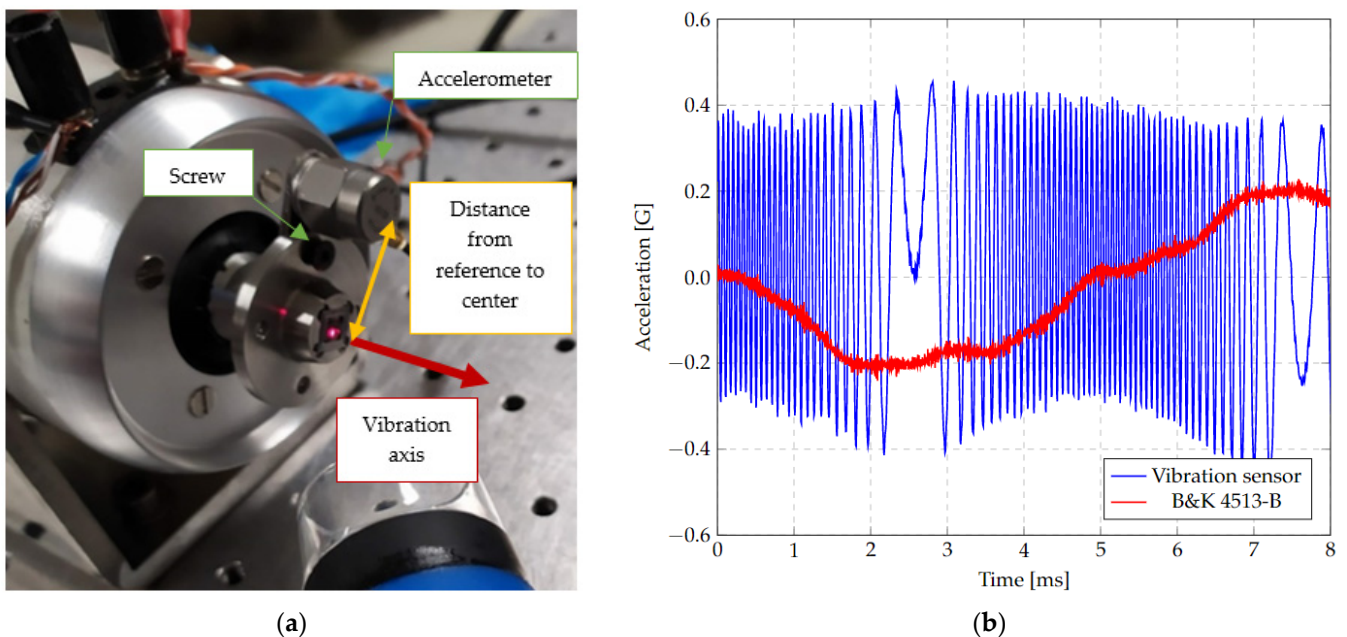 Accelerometer
Screw
Distance
from
reference to
center
Vibration
axis
(a)
0.6
0.4
0.2
0.0
−0.2
−0.4
−0.6
Acceleration [G]
0 1 2 3 4 5 6 7 8
Time [ms]
Vibration sensor
B&K 4513-B
(b)